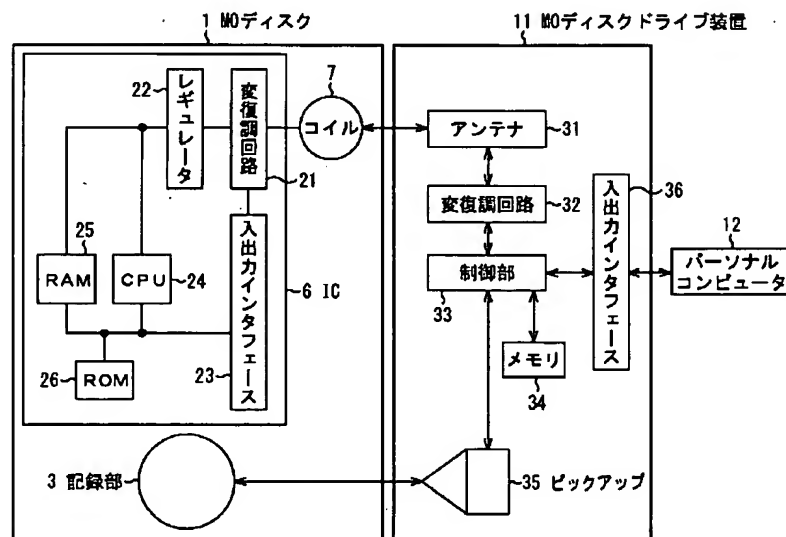 1 MOディスク
11 MOディスクドライブ装置
22
レギュレータ
変復調回路
21
7
コイル
アンテナ
31
変復調回路
32
36
入出力インタフェース
12
パーソナル
コンピュータ
25
RAM
CPU
24
入出力インタフェース
23
6 IC
制御部
33
26
ROM
メモリ
34
3 記録部
35 ピックアップ